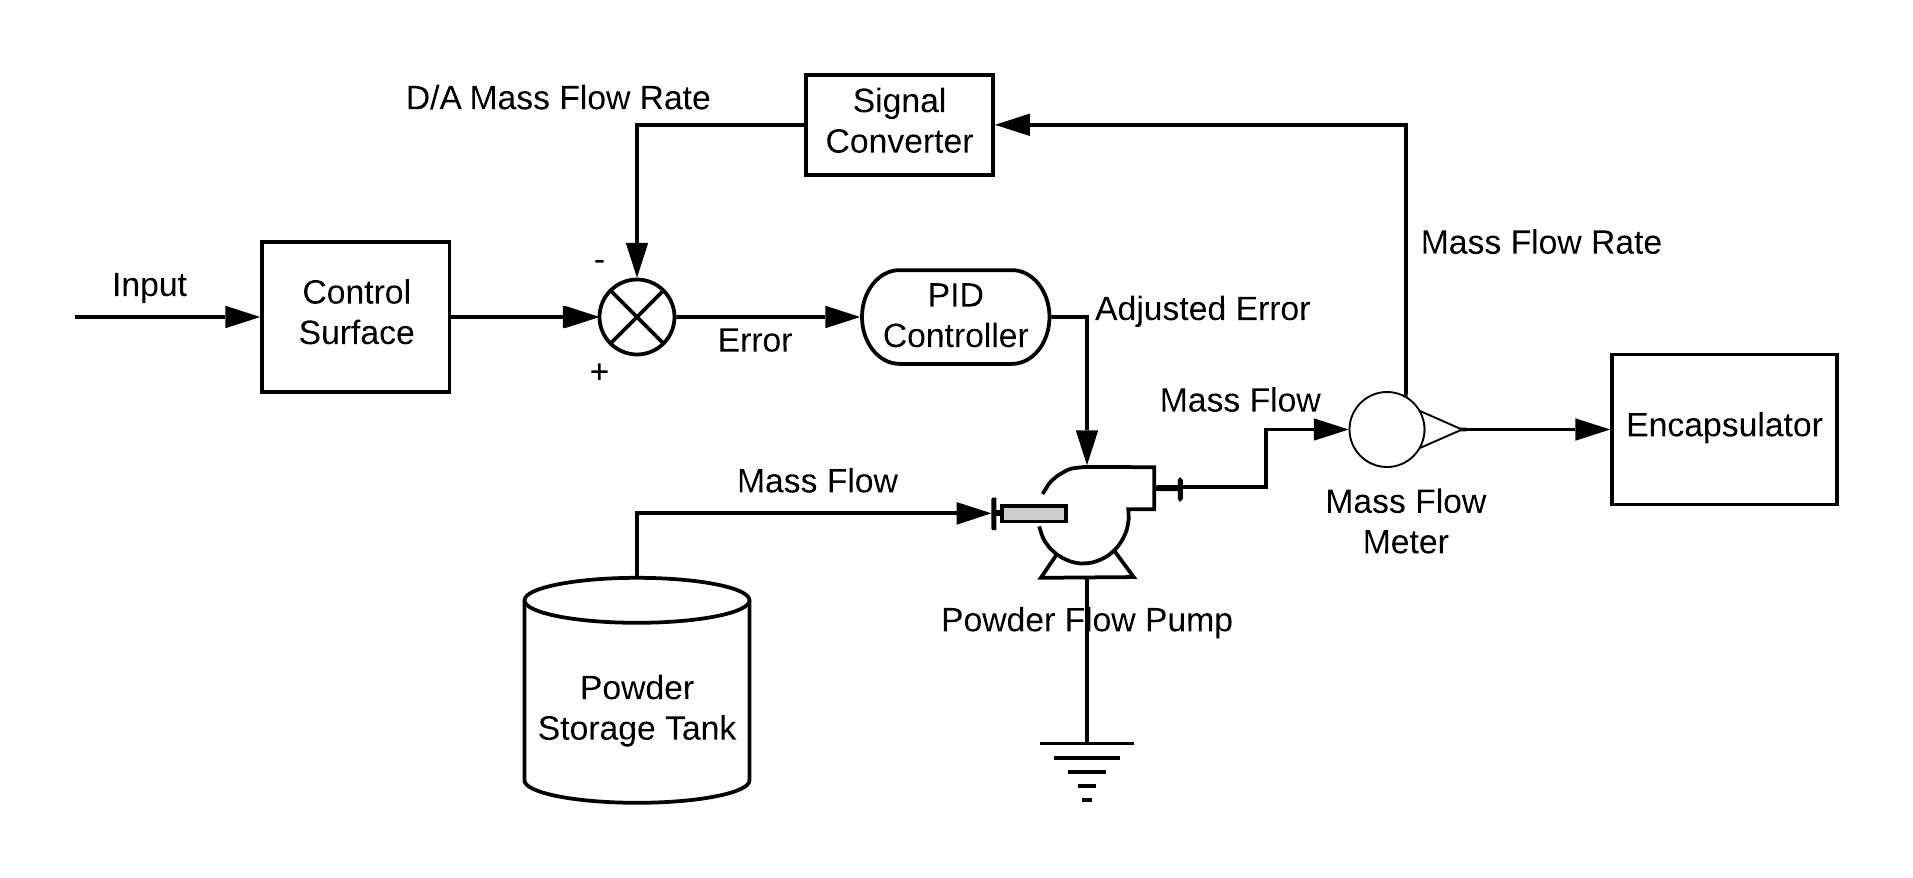 D/A Mass Flow Rate
Signal
Converter
Mass Flow Rate
Input
Control
Surface
-
+
Error
PID
Controller
Adjusted Error
Mass Flow
Encapsulator
Mass Flow
Mass Flow
Meter
Powder Flow Pump
Powder
Storage Tank